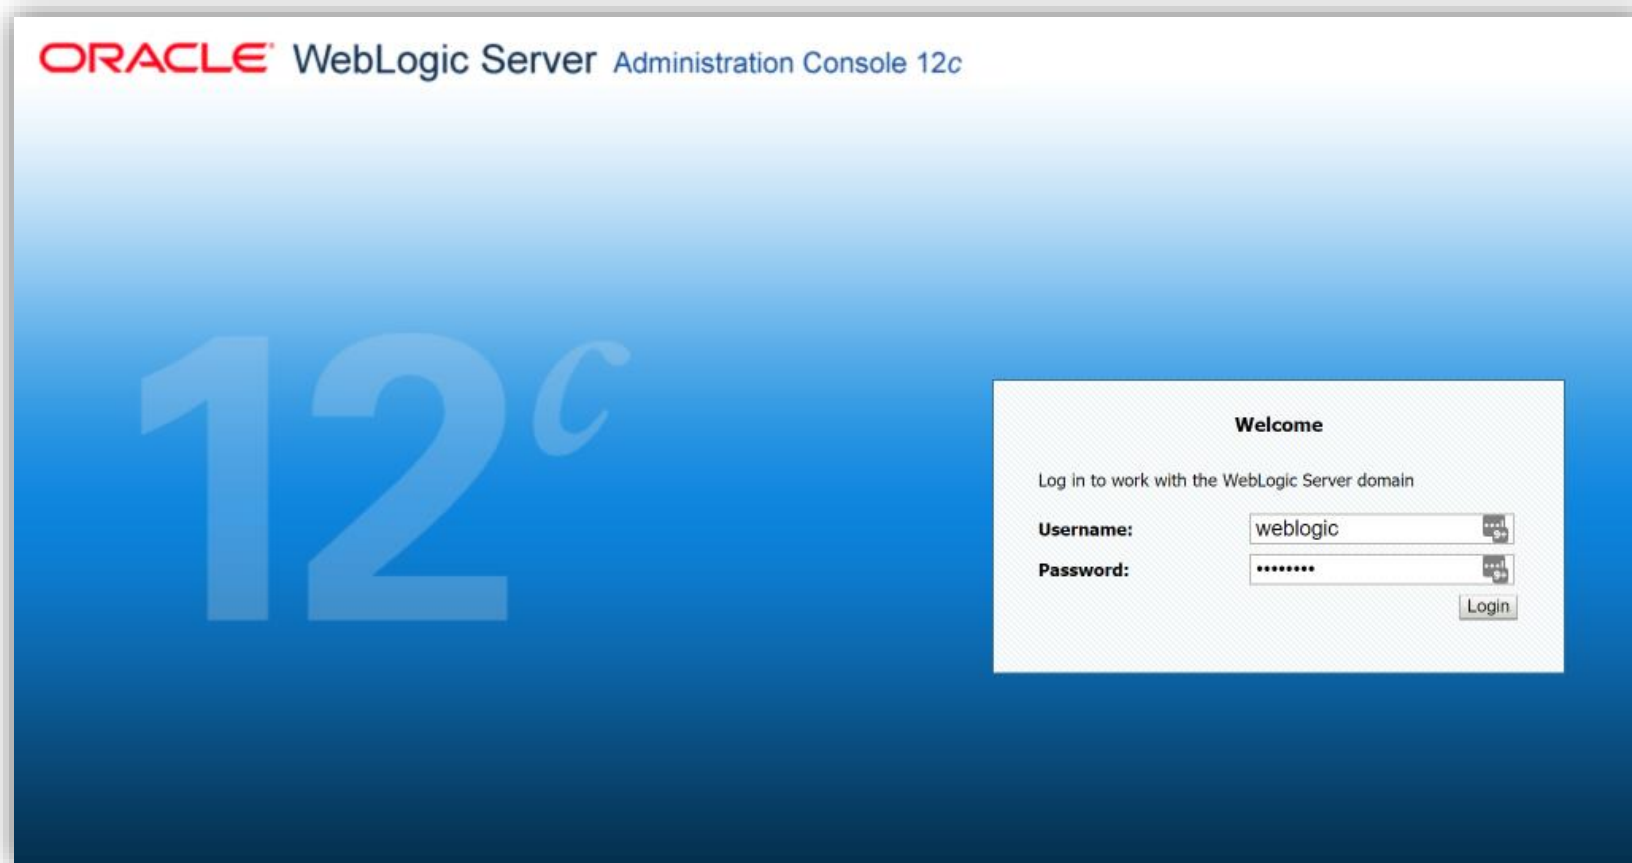 ORACLE® WebLogic Server Administration Console 12c
12c
Welcome
Log in to work with the WebLogic Server domain
Username: weblogic
Password: ••••••••
Login